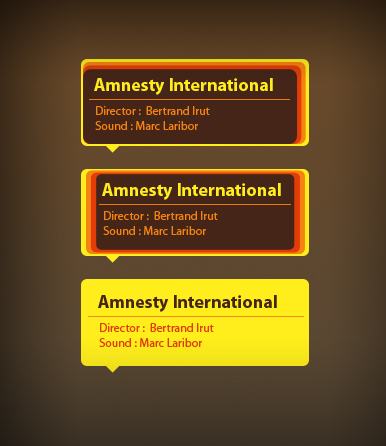 Amnesty International
Director : Bertrand Irut
Sound : Marc Laribor
Amnesty International
Director : Bertrand Irut
Sound : Marc Laribor
Amnesty International
Director : Bertrand Irut
Sound : Marc Laribor